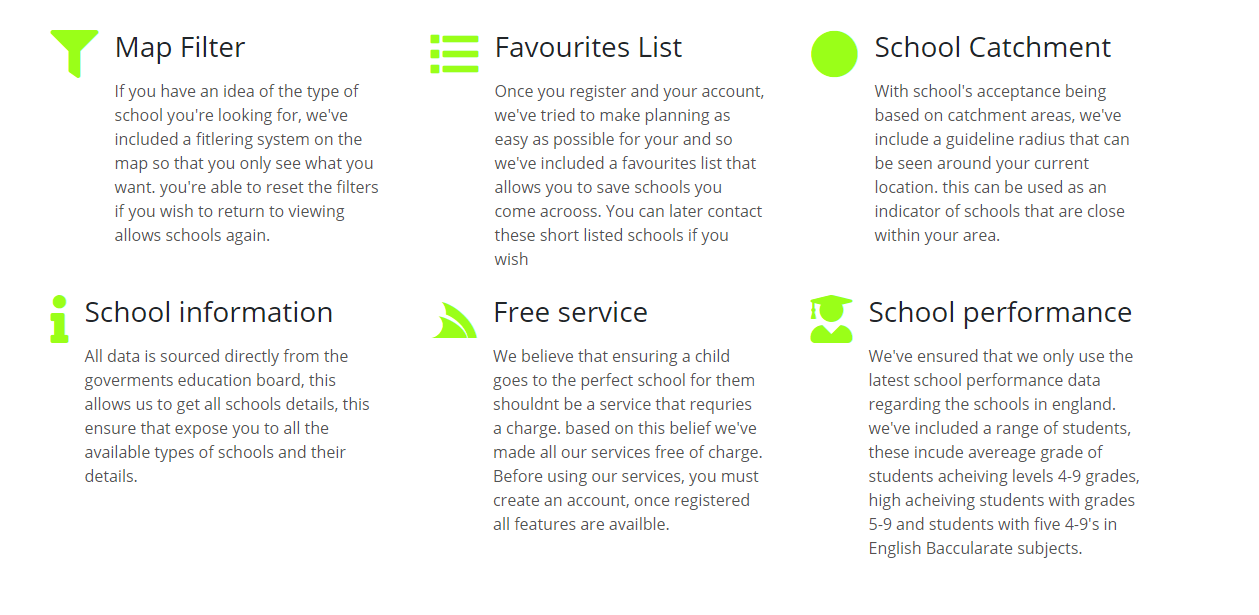 Map Filter
If you have an idea of the type of
school you're looking for, we've
included a fitlering system on the
map so that you only see what you
want. you're able to reset the filters
if you wish to return to viewing
allows schools again.
Favourites List
Once you register and your account,
we've tried to make planning as
easy as possible for your and so
we've included a favourites list that
allows you to save schools you
come acrooss. You can later contact
these short listed schools if you
wish
School Catchment
With school's acceptance being
based on catchment areas, we've
include a guideline radius that can
be seen around your current
location. this can be used as an
indicator of schools that are close
within your area.
School information
All data is sourced directly from the
goverments education board, this
allows us to get all schools details, this
ensure that expose you to all the
available types of schools and their
details.
Free service
We believe that ensuring a child
goes to the perfect school for them
shouldnt be a service that requries
a charge. based on this belief we've
made all our services free of charge.
Before using our services, you must
create an account, once registered
all features are availble.
School performance
We've ensured that we only use the
latest school performance data
regarding the schools in england.
we've included a range of students,
these incude avereage grade of
students acheiving levels 4-9 grades,
high acheiving students with grades
5-9 and students with five 4-9's in
English Baccularate subjects.